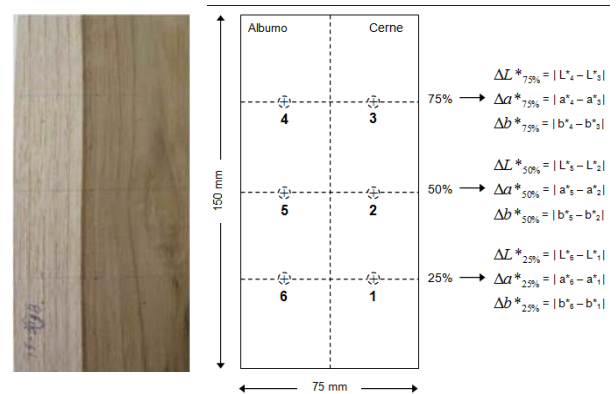 Alburno Cerne
75%
4 3
ΔL*75% = | L*4 – L*3 |
Δa*75% = | a*4 – a*3 |
Δb*75% = | b*4 – b*3 |
150 mm
50%
5 2
ΔL*50% = | L*5 – L*2 |
Δa*50% = | a*5 – a*2 |
Δb*50% = | b*5 – b*2 |
25%
6 1
ΔL*25% = | L*6 – L*1 |
Δa*25% = | a*6 – a*1 |
Δb*25% = | b*6 – b*1 |
75 mm